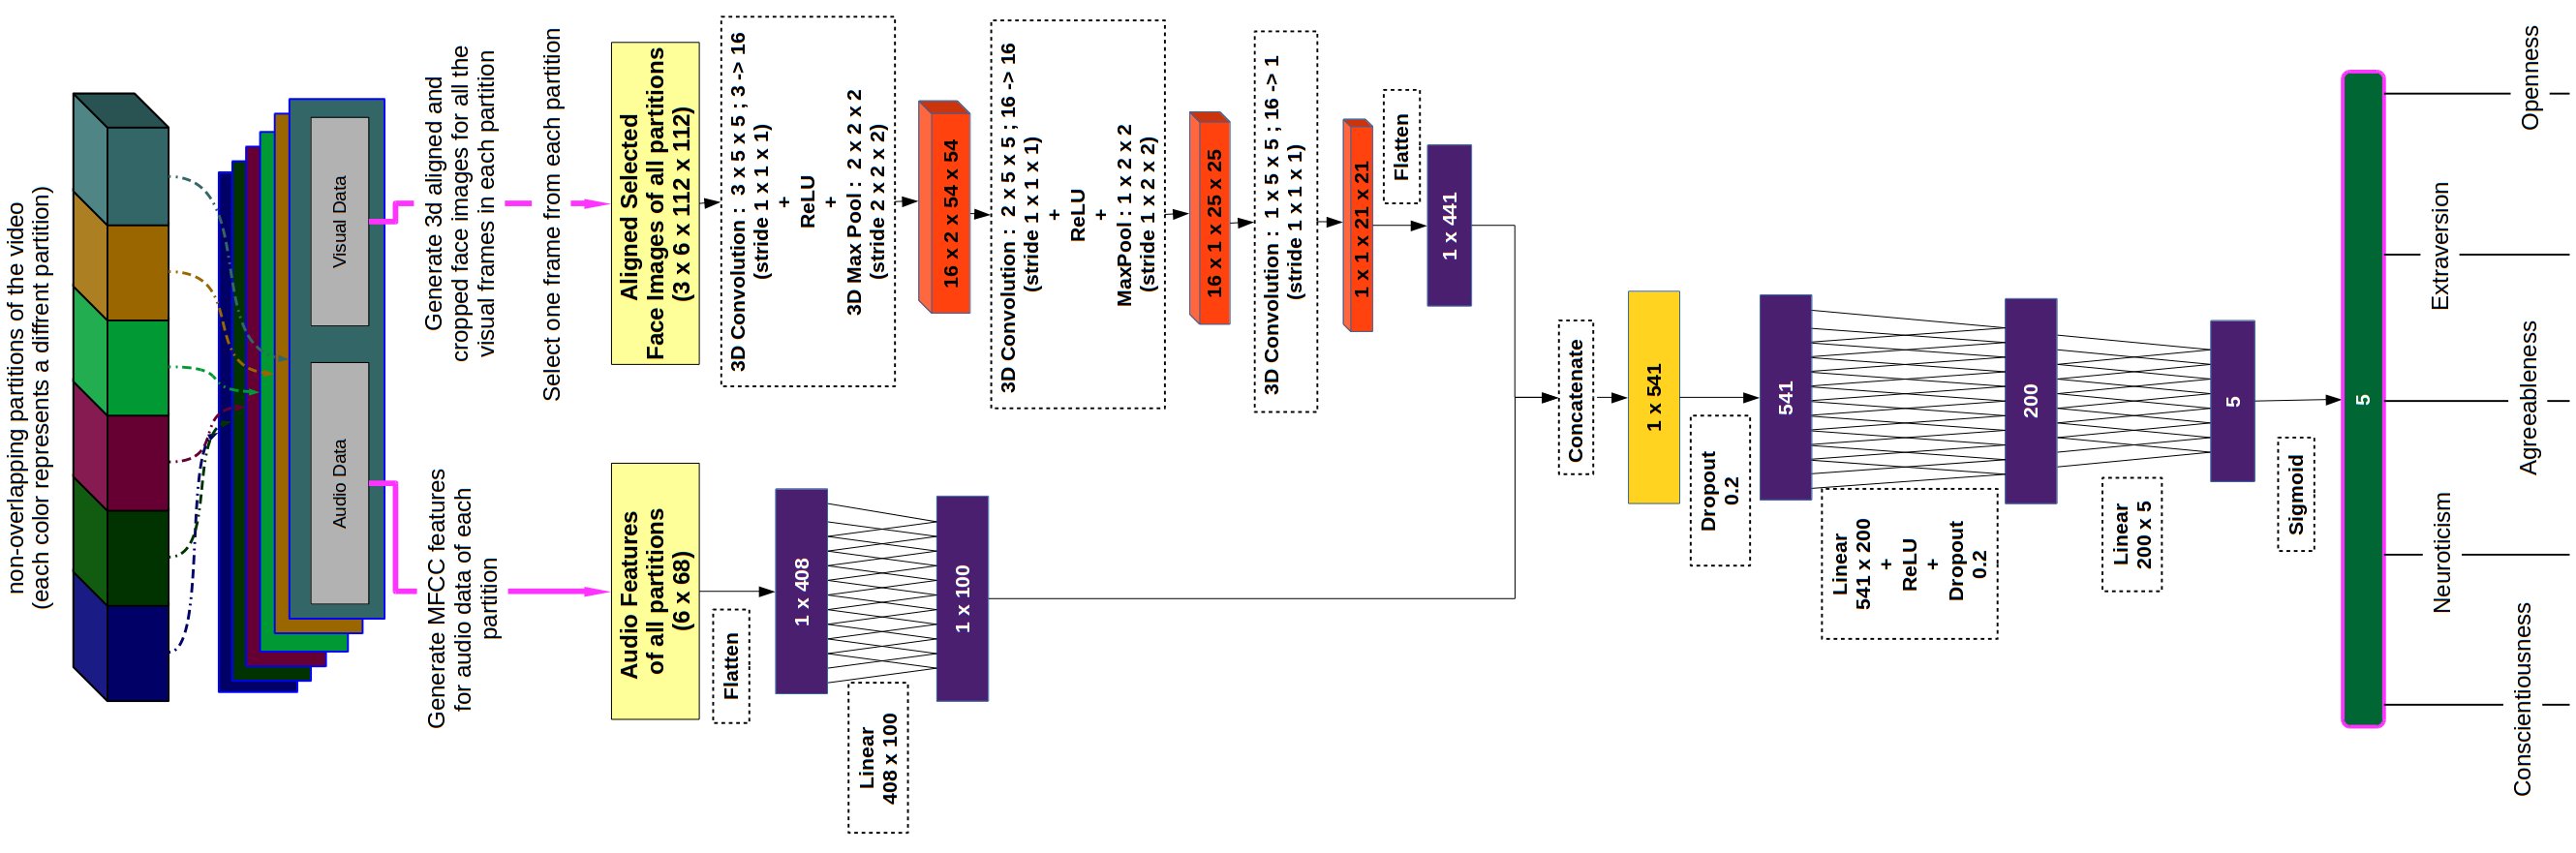 non-overlapping partitions of the video
(each color represents a diffrent partition)
Audio Data
Visual Data
Generate MFCC features
for audio data of each
partition
Generate 3d aligned and
cropped face images for all the
visual frames in each partition
Select one frame from each partition
Audio Features
of all partitions
(6 x 68)
Aligned Selected
Face Images of all partitions
(3 x 6 x 112 x 112)
Flatten
1 x 408
Linear
408 x 100
1 x 100
3D Convolution : 3 x 5 x 5 ; 3 -> 16
(stride 1 x 1 x 1)
+
ReLU
+
3D Max Pool : 2 x 2 x 2
(stride 2 x 2 x 2)
16 x 2 x 54 x 54
3D Convolution : 2 x 5 x 5 ; 16 -> 16
(stride 1 x 1 x 1)
+
ReLU
+
MaxPool : 1 x 2 x 2
(stride 1 x 2 x 2)
16 x 1 x 25 x 25
3D Convolution : 1 x 5 x 5 ; 16 -> 1
(stride 1 x 1 x 1)
1 x 1 x 21 x 21
Flatten
1 x 441
Concatenate
1 x 541
Dropout
0.2
541
Linear
541 x 200
+
ReLU
+
Dropout
0.2
200
Linear
200 x 5
5
Sigmoid
5
Conscientiousness
Neuroticism
Agreeableness
Extraversion
Openness